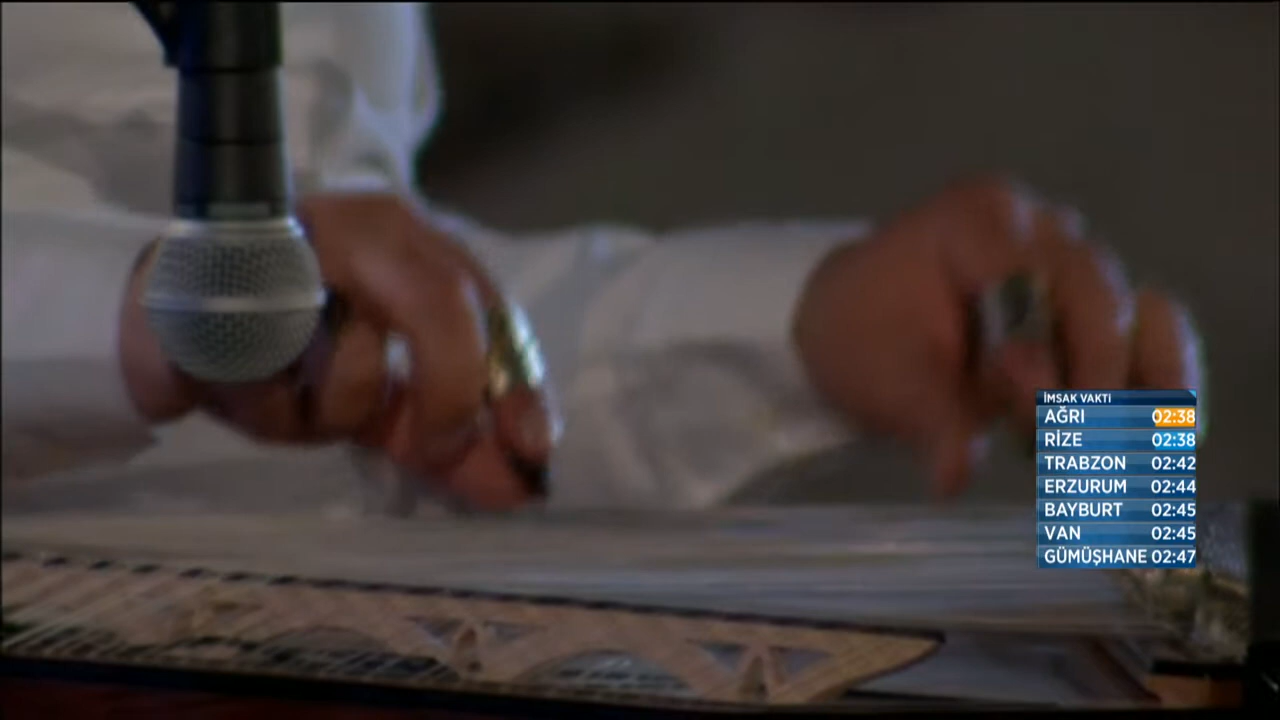 İMSAK VAKTİ
AĞRI 02:38
RİZE 02:38
TRABZON 02:42
ERZURUM 02:44
BAYBURT 02:45
VAN 02:45
GÜMÜŞHANE 02:47